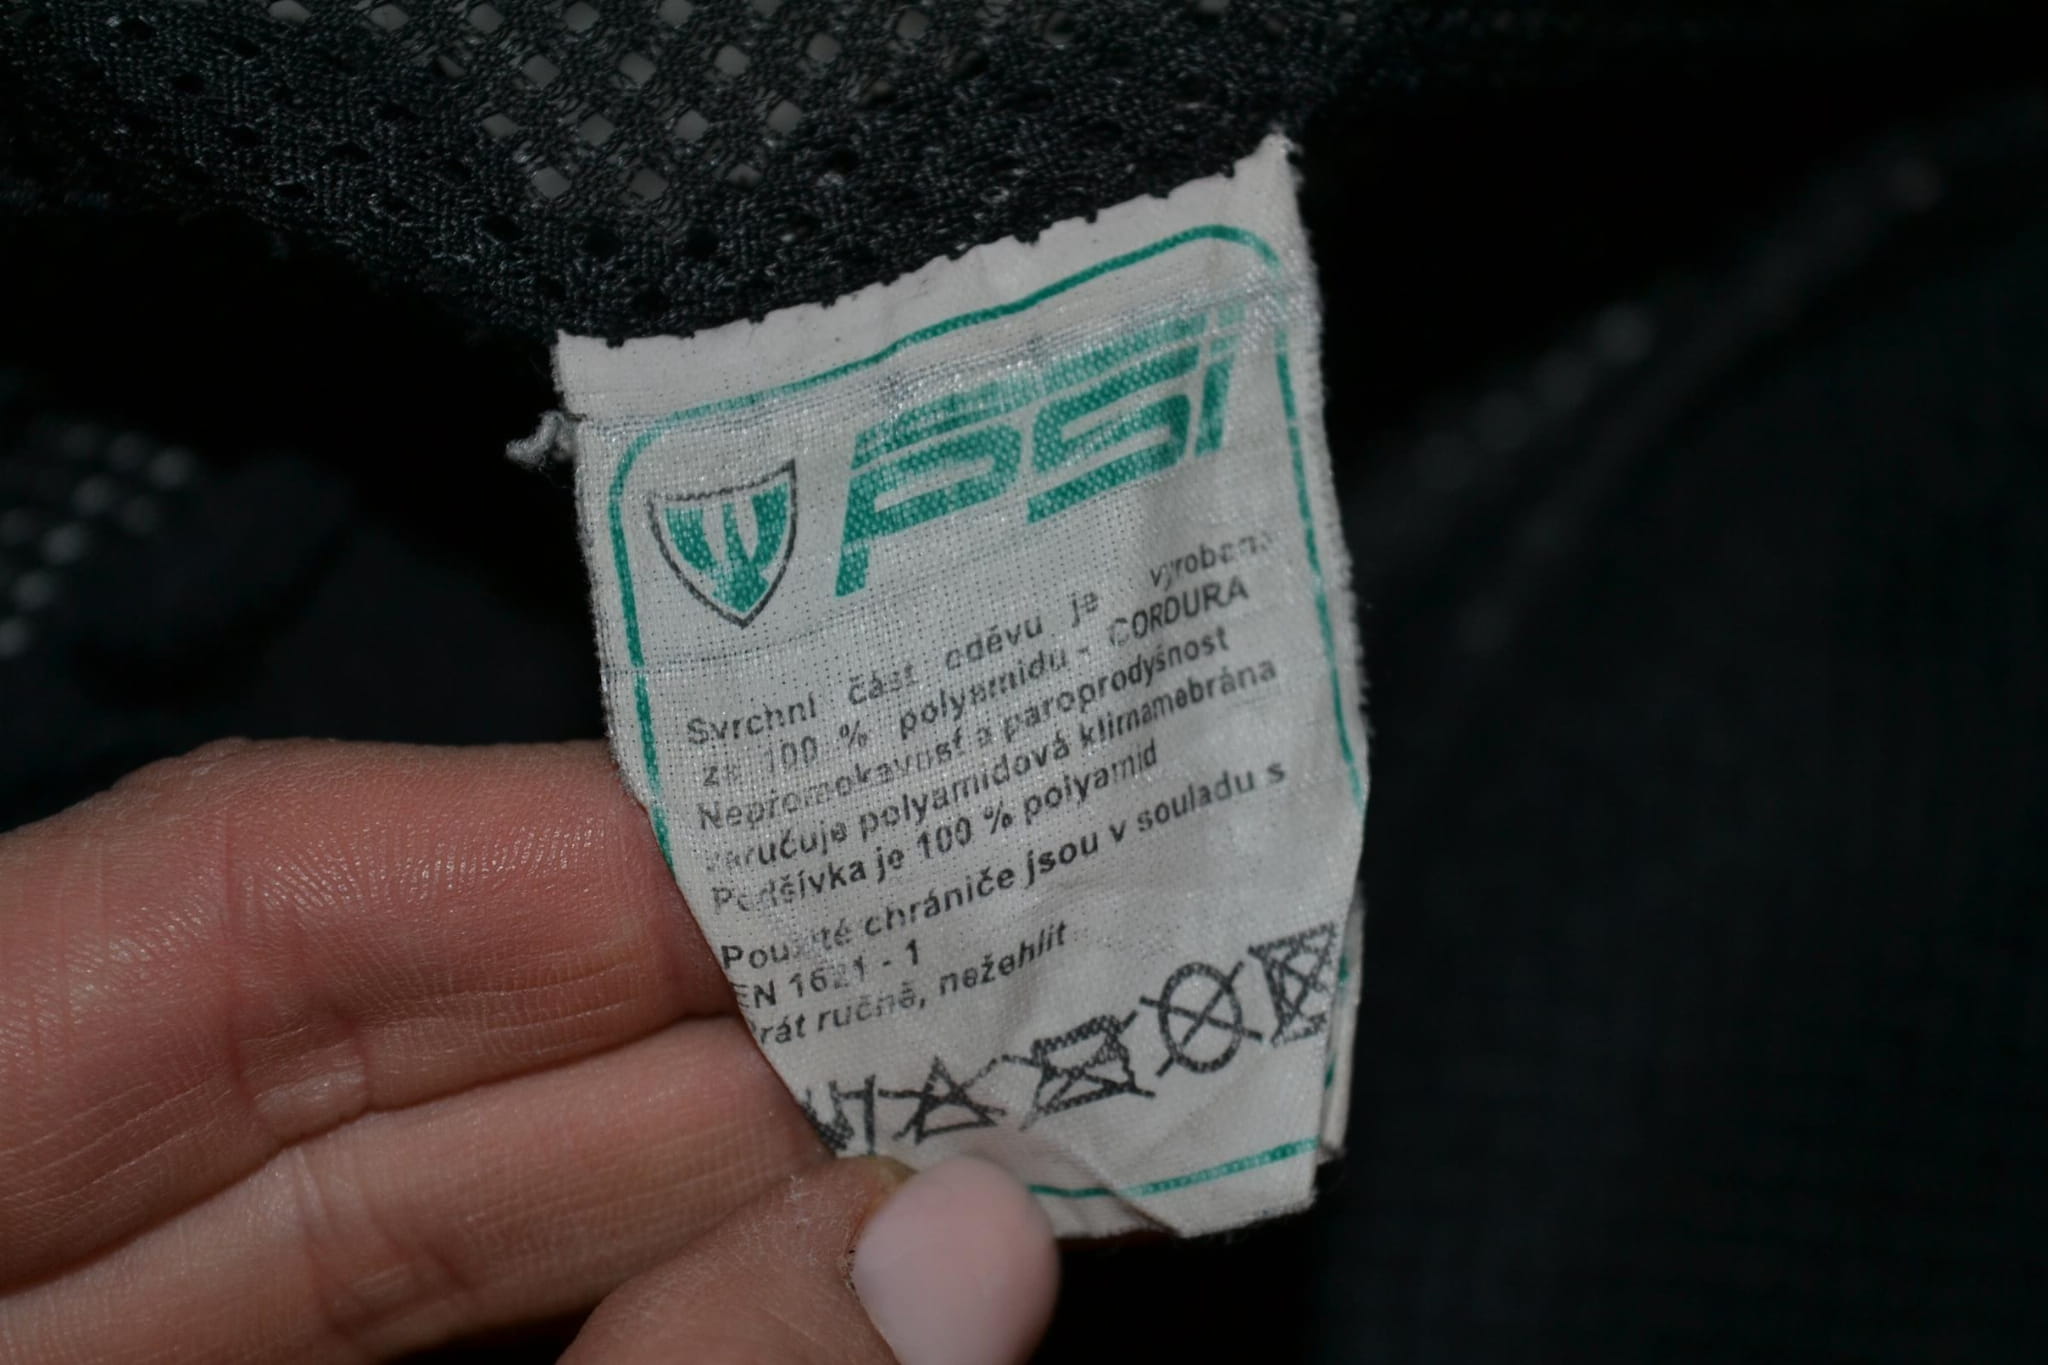 PSi
Svrchní část oděvu je vyrobena
ze 100 % polyamidu - CORDURA
Nepromokavost a paroprodyšnost
zaručuje polyamidová klimamebrána
Podšívka je 100 % polyamid
Použité chrániče jsou v souladu s
EN 1621 - 1
Prát ručně, nežehlit